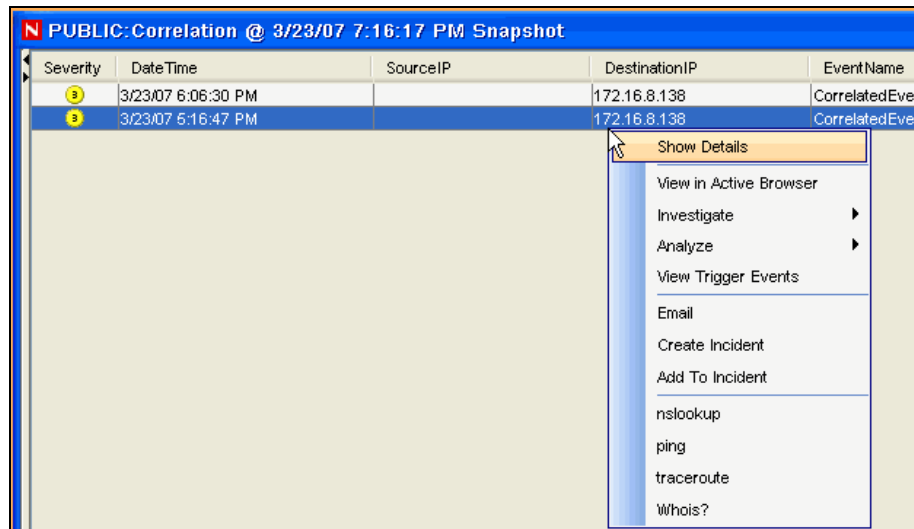 N PUBLIC:Correlation @ 3/23/07 7:16:17 PM Snapshot
Severity DateTime SourceIP DestinationIP EventName
3 3/23/07 6:06:30 PM 172.16.8.138 CorrelatedEve
3 3/23/07 5:16:47 PM 172.16.8.138 CorrelatedEve
Show Details
View in Active Browser
Investigate
Analyze
View Trigger Events
Email
Create Incident
Add To Incident
nslookup
ping
traceroute
Whois?